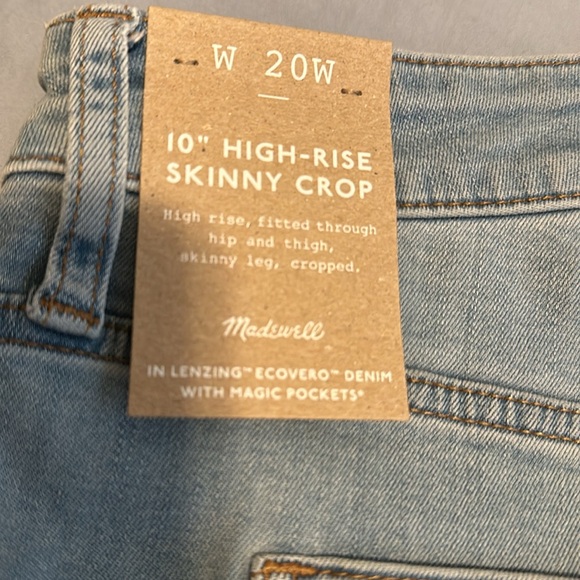 W 20W
10" HIGH-RISE
SKINNY CROP
High rise, fitted through
hip and thigh,
skinny leg, cropped.
Madewell
IN LENZING™ ECOVERO™ DENIM
WITH MAGIC POCKETS®